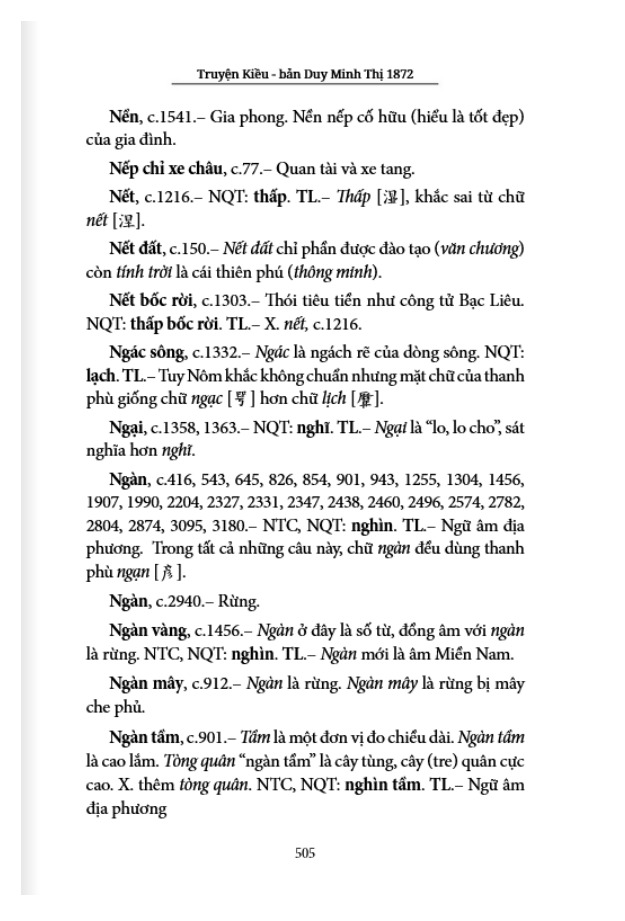 Truyện Kiều - bản Duy Minh Thị 1872
Nền, c.1541.– Gia phong. Nền nếp cố hữu (hiểu là tốt đẹp)
của gia đình.
Nếp chỉ xe châu, c.77.– Quan tài và xe tang.
Nết, c.1216.– NQT: thấp. TL.– Thấp [湿], khắc sai từ chữ
nết [涅].
Nết đất, c.150.– Nết đất chỉ phần được đào tạo (văn chương)
còn tính trời là cái thiên phú (thông minh).
Nết bốc rời, c.1303.– Thói tiêu tiền như công tử Bạc Liêu.
NQT: thấp bốc rời. TL.– X. nết, c.1216.
Ngác sông, c.1332.– Ngác là ngách rẽ của dòng sông. NQT:
lạch. TL.– Tuy Nôm khắc không chuẩn nhưng mặt chữ của thanh
phù giống chữ ngạc [咢] hơn chữ lịch [].
Ngại, c.1358, 1363.– NQT: nghĩ. TL.– Ngại là “lo, lo cho”, sát
nghĩa hơn nghĩ.
Ngàn, c.416, 543, 645, 826, 854, 901, 943, 1255, 1304, 1456,
1907, 1990, 2204, 2327, 2331, 2347, 2438, 2460, 2496, 2574, 2782,
2804, 2874, 3095, 3180.– NTC, NQT: nghìn. TL.– Ngữ âm địa
phương. Trong tất cả những câu này, chữ ngàn đều dùng thanh
phù ngạn [彦].
Ngàn, c.2940.– Rừng.
Ngàn vàng, c.1456.– Ngàn ở đây là số từ, đồng âm với ngàn
là rừng. NTC, NQT: nghìn. TL.– Ngàn mới là âm Miền Nam.
Ngàn mây, c.912.– Ngàn là rừng. Ngàn mây là rừng bị mây
che phủ.
Ngàn tầm, c.901.– Tầm là một đơn vị đo chiều dài. Ngàn tầm
là cao lắm. Tòng quân “ngàn tầm” là cây tùng, cây (tre) quân cực
cao. X. thêm tòng quân. NTC, NQT: nghìn tầm. TL.– Ngữ âm
địa phương
505